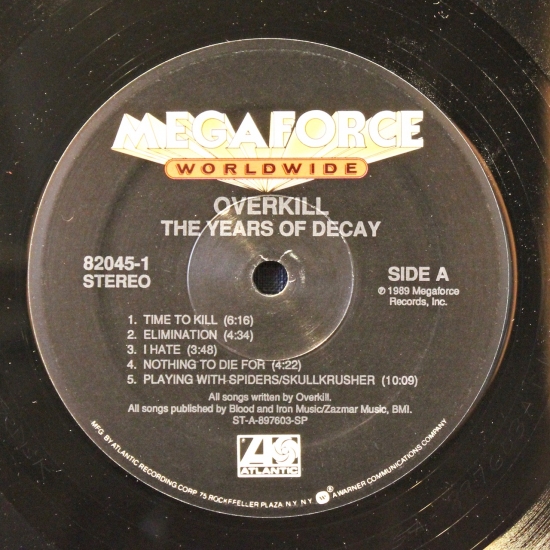 MEGAFORCE
WORLDWIDE
OVERKILL
THE YEARS OF DECAY
82045-1
STEREO
SIDE A
℗ 1989 Megaforce
Records, Inc.
1. TIME TO KILL (6:16)
2. ELIMINATION (4:34)
3. I HATE (3:48)
4. NOTHING TO DIE FOR (4:22)
5. PLAYING WITH SPIDERS/SKULLKRUSHER (10:09)
All songs written by Overkill.
All songs published by Blood and Iron Music/Zazmar Music, BMI.
ST-A-897603-SP
ATLANTIC
MFG BY ATLANTIC RECORDING CORP 75 ROCKEFELLER PLAZA N.Y. N.Y. W ® A WARNER COMMUNICATIONS COMPANY